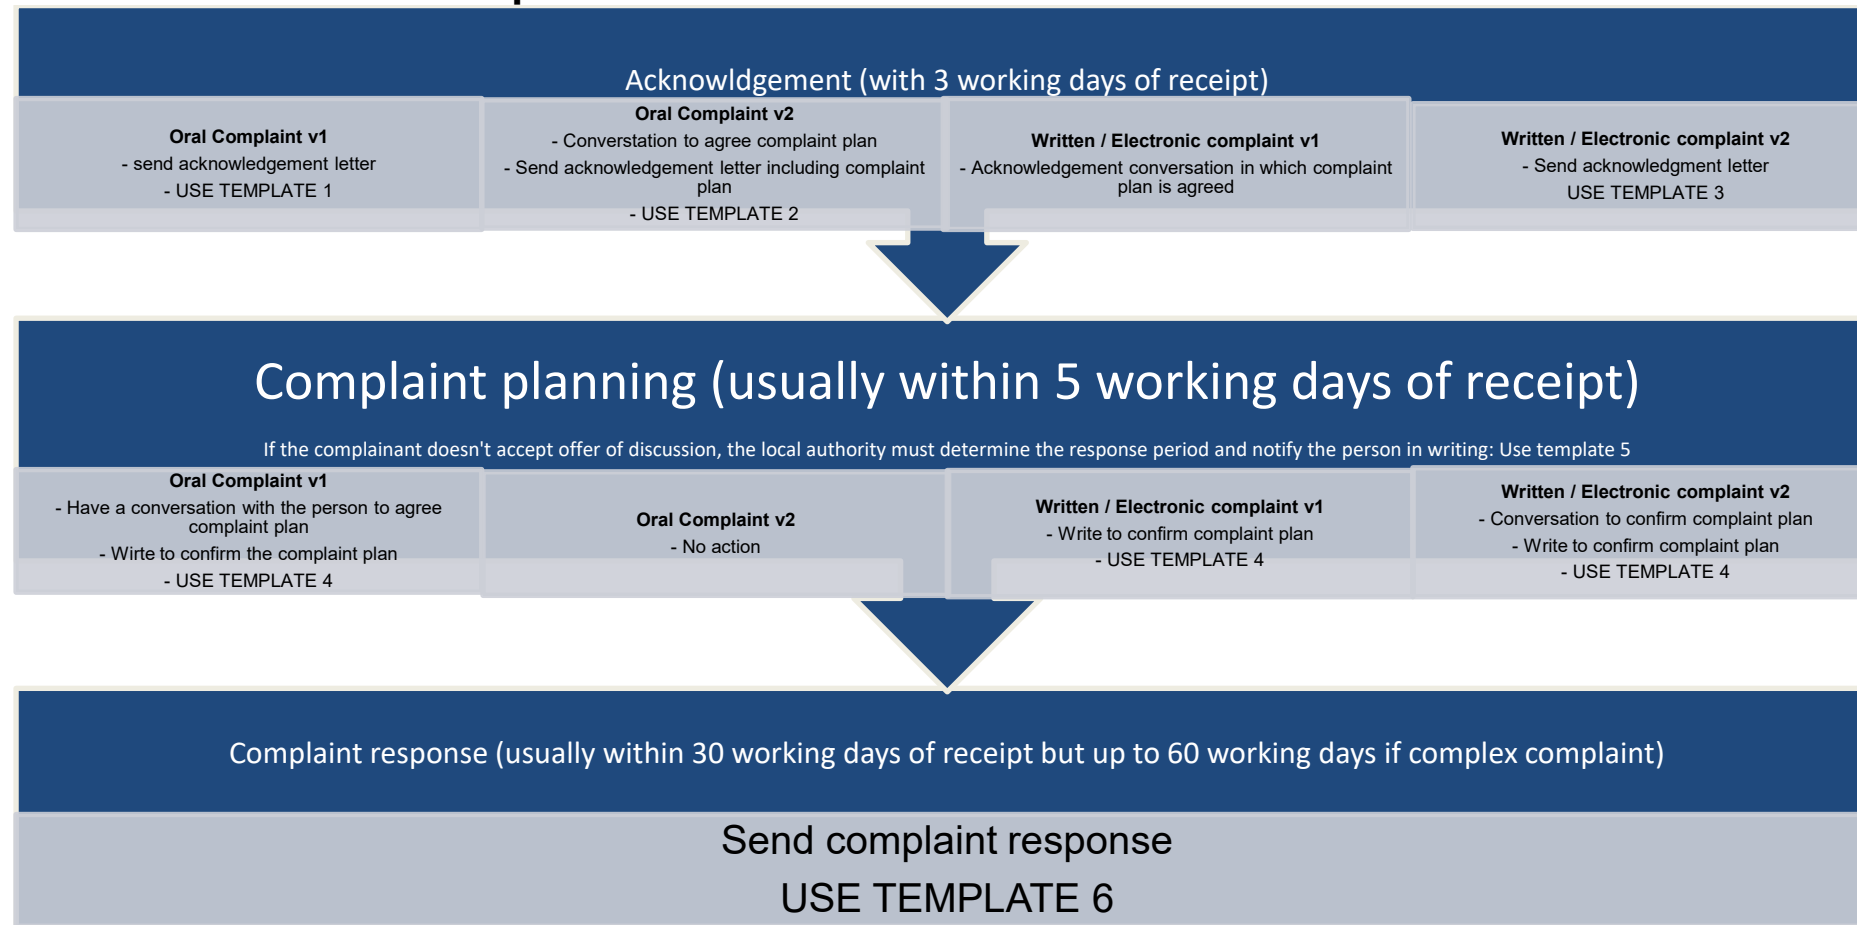 Acknowldgement (with 3 working days of receipt)
Oral Complaint v1
- send acknowledgement letter
- USE TEMPLATE 1
Oral Complaint v2
- Converstation to agree complaint plan
- Send acknowledgement letter including complaint
plan
- USE TEMPLATE 2
Written / Electronic complaint v1
- Acknowledgement conversation in which complaint
plan is agreed
Written / Electronic complaint v2
- Send acknowledgment letter
USE TEMPLATE 3
Complaint planning (usually within 5 working days of receipt)
If the complainant doesn't accept offer of discussion, the local authority must determine the response period and notify the person in writing: Use template 5
Oral Complaint v1
- Have a conversation with the person to agree
complaint plan
- Wirte to confirm the complaint plan
- USE TEMPLATE 4
Oral Complaint v2
- No action
Written / Electronic complaint v1
- Write to confirm complaint plan
- USE TEMPLATE 4
Written / Electronic complaint v2
- Conversation to confirm complaint plan
- Write to confirm complaint plan
- USE TEMPLATE 4
Complaint response (usually within 30 working days of receipt but up to 60 working days if complex complaint)
Send complaint response
USE TEMPLATE 6